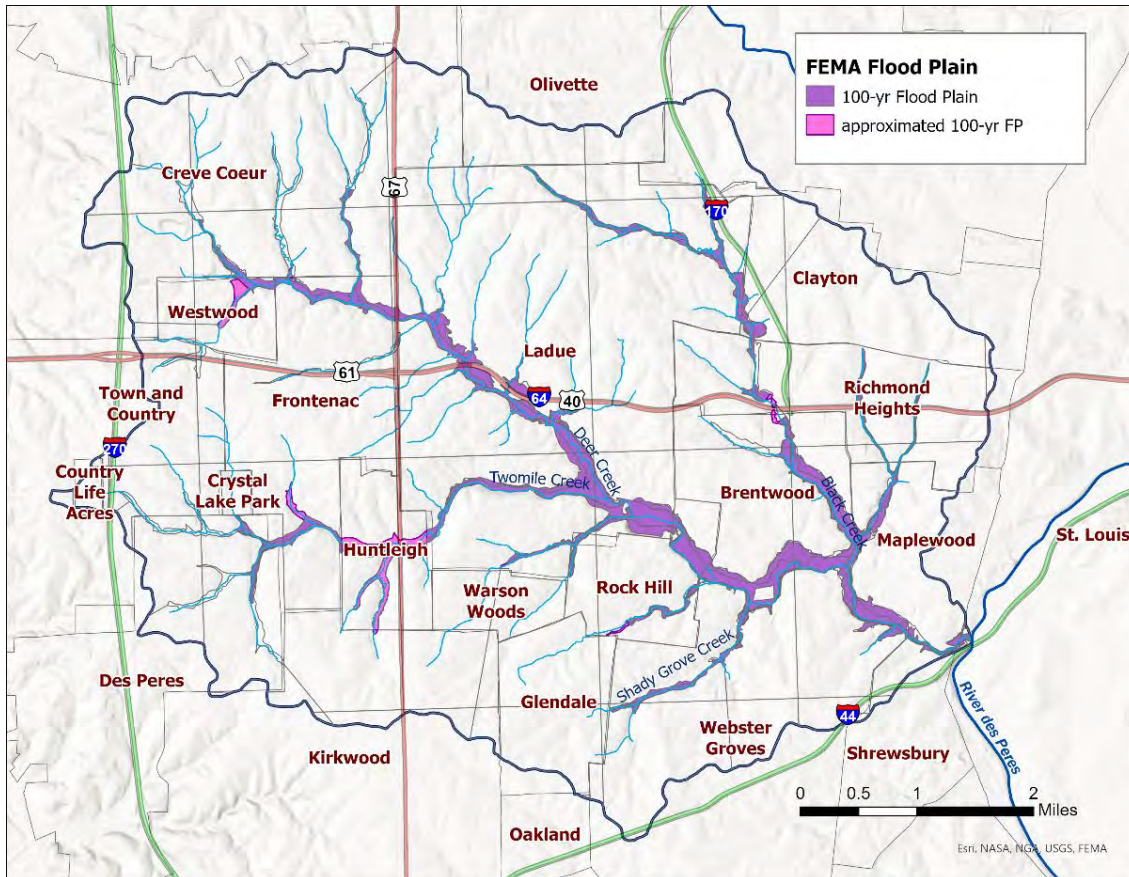 FEMA Flood Plain
100-yr Flood Plain
approximated 100-yr FP
Olivette
Creve Coeur
67
170
Clayton
Westwood
Ladue
61
64
40
Richmond
Heights
Town and
Country
Frontenac
270
Deer Creek
Country
Life
Acres
Crystal
Lake Park
Twomile Creek
Brentwood
Black Creek
Huntleigh
Maplewood
St. Louis
Warson
Woods
Rock Hill
Shady Grove Creek
Des Peres
Glendale
River des Peres
44
Webster
Groves
Kirkwood
Shrewsbury
0 0.5 1 2
Miles
Oakland
Esri, NASA, NGA, USGS, FEMA